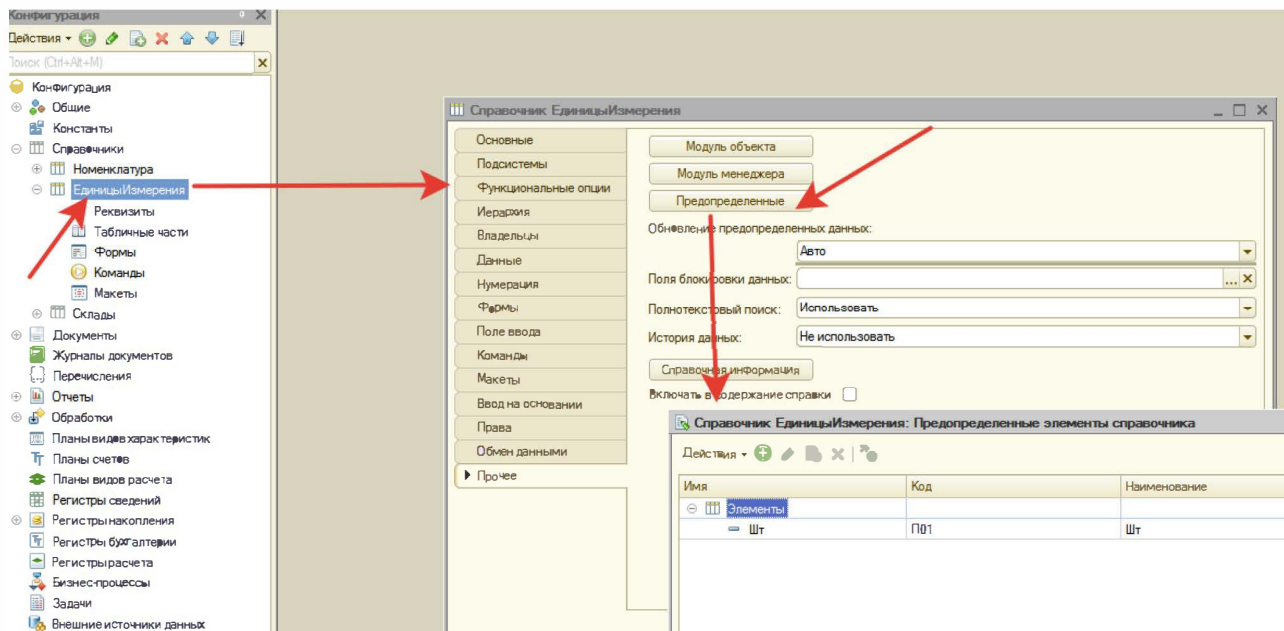 Конфигурация
Действия
Поиск (Ctrl+Alt+M)
Конфигурация
Общие
Константы
Справочники
Номенклатура
ЕдиницыИзмерения
Реквизиты
Табличные части
Формы
Команды
Макеты
Склады
Документы
Журналы документов
Перечисления
Отчеты
Обработки
Планы видов характеристик
Планы счетов
Планы видов расчета
Регистры сведений
Регистры накопления
Регистры бухгалтерии
Регистры расчета
Бизнес-процессы
Задачи
Внешние источники данных
Справочник ЕдиницыИзмерения
Основные
Подсистемы
Функциональные опции
Иерархия
Владельцы
Данные
Нумерация
Формы
Поле ввода
Команды
Макеты
Ввод на основании
Права
Обмен данными
Прочее
Модуль объекта
Модуль менеджера
Предопределенные
Обновление предопределенных данных:
Авто
Поля блокировки данных:
Полнотекстовый поиск: Использовать
История данных: Не использовать
Справочная информация
Включать в содержание справки
Справочник ЕдиницыИзмерения: Предопределенные элементы справочника
Действия
Имя Код Наименование
Элементы
Шт П01 Шт